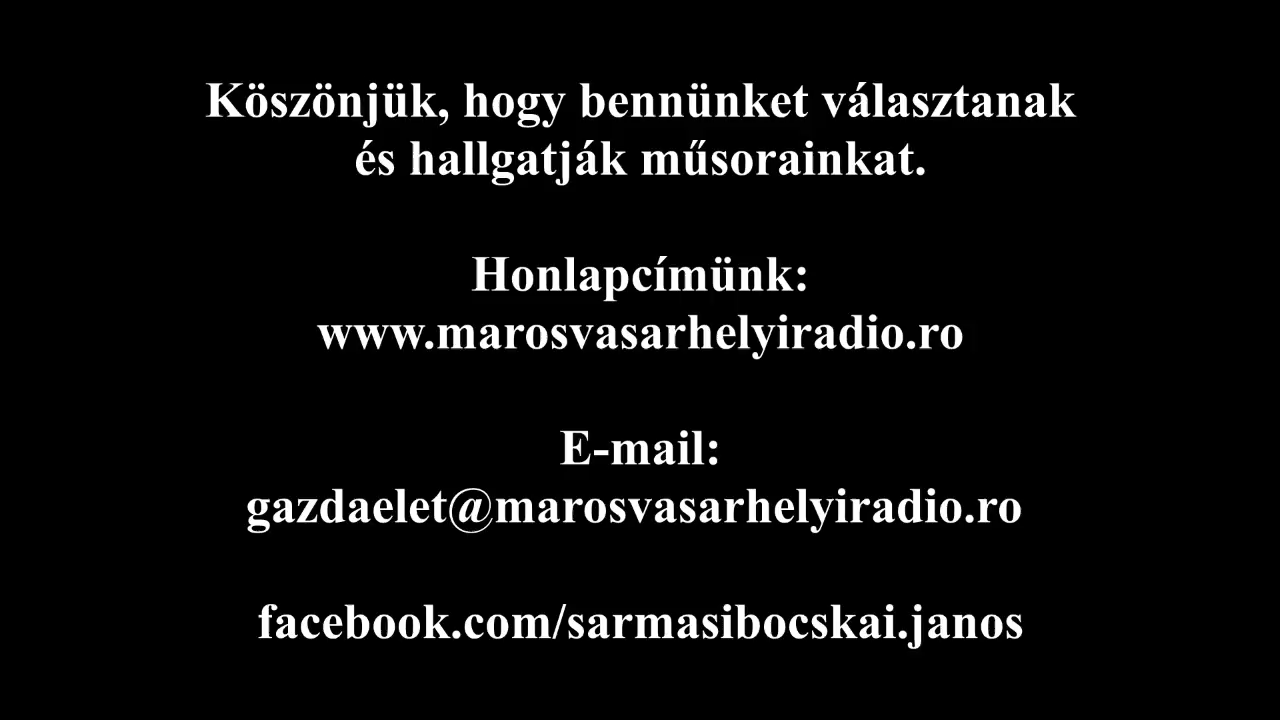 Köszönjük, hogy bennünket választanak
és hallgatják műsorainkat.
Honlapcímünk:
www.marosvasarhelyiradio.ro
E-mail:
gazdaelet@marosvasarhelyiradio.ro
facebook.com/sarmasibocskai.janos